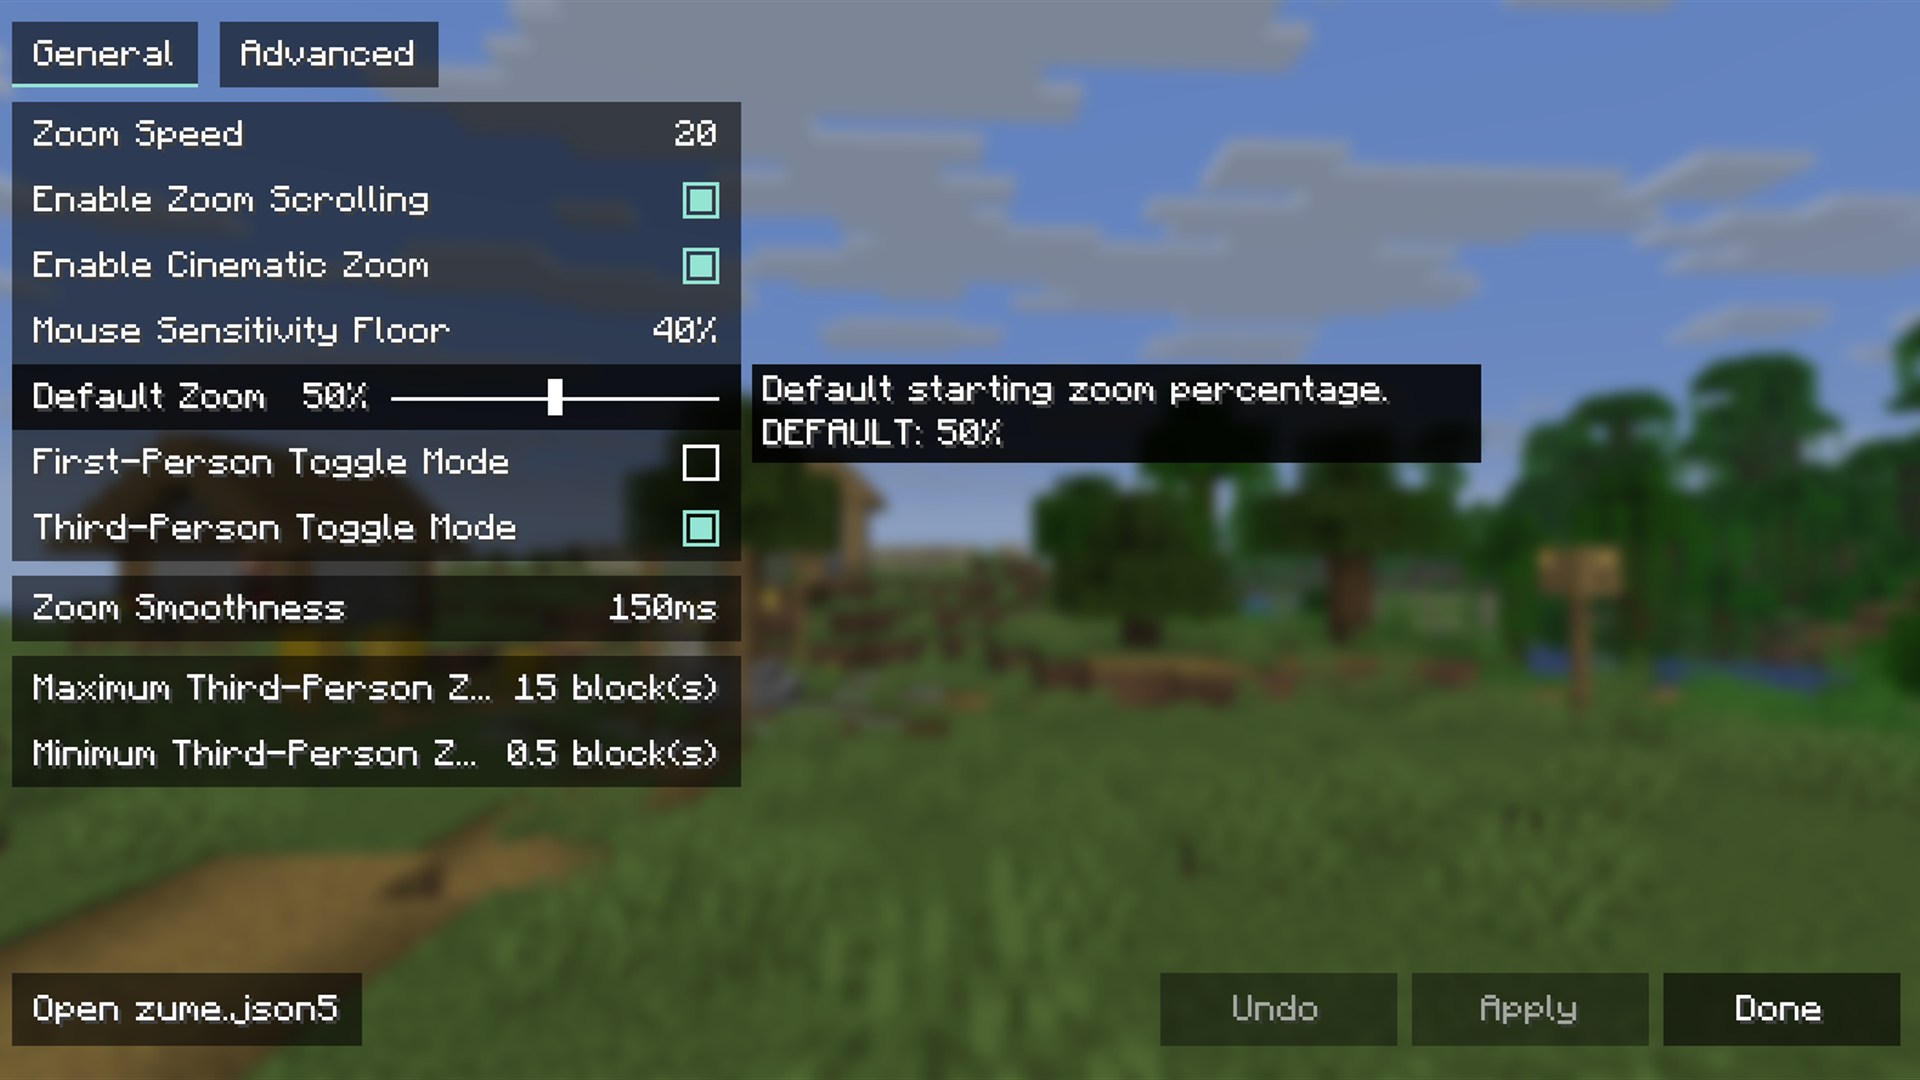 General Advanced
Zoom Speed 20
Enable Zoom Scrolling
Enable Cinematic Zoom
Mouse Sensitivity Floor 40%
Default Zoom 50%
Default starting zoom percentage.
DEFAULT: 50%
First-Person Toggle Mode
Third-Person Toggle Mode
Zoom Smoothness 150ms
Maximum Third-Person Z... 15 block(s)
Minimum Third-Person Z... 0.5 block(s)
Open zume.json5 Undo Apply Done